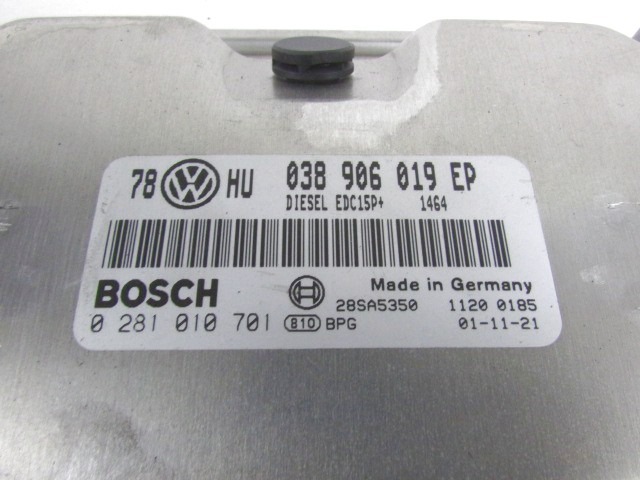 78 VW HU 038 906 019 EP
DIESEL EDC15P+ 1464
BOSCH Made in Germany
28SA5350 1120 0185
0 281 010 701 810 BPG 01-11-21